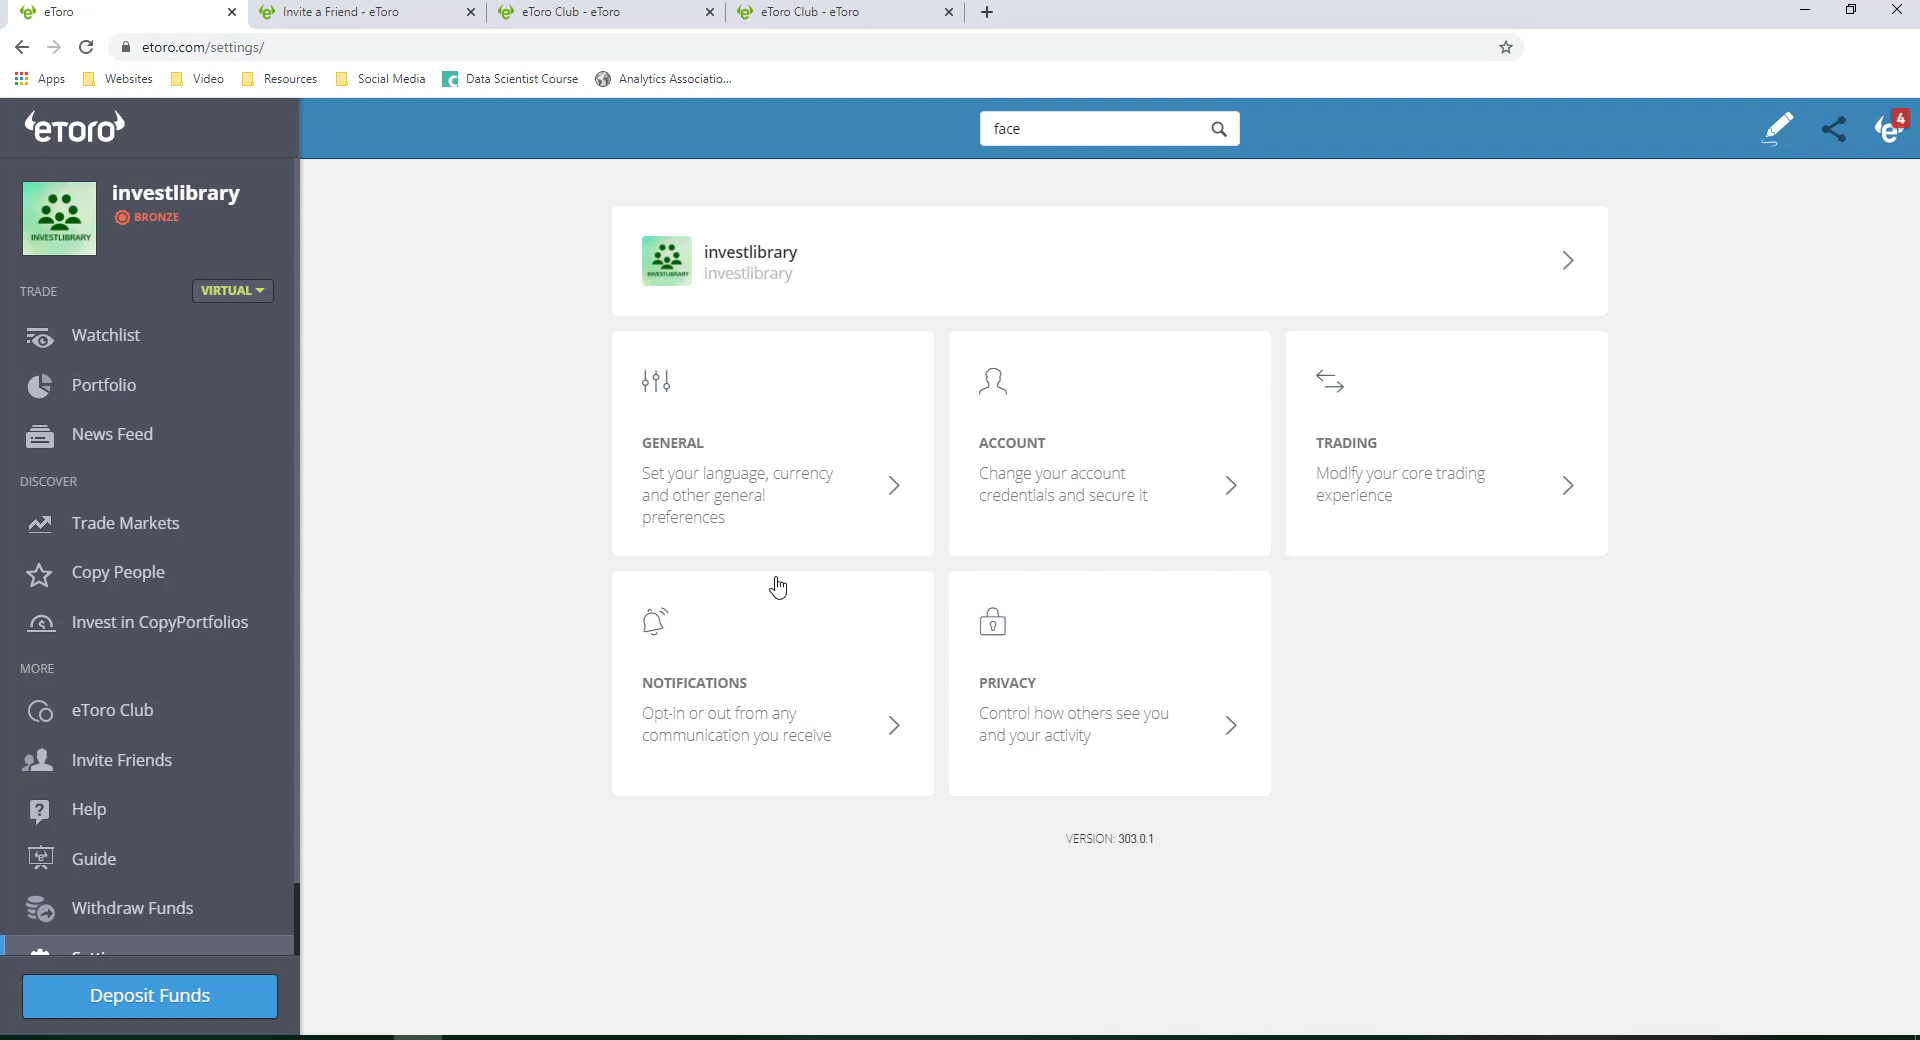 eToro
Invite a Friend - eToro
eToro Club - eToro
eToro Club - eToro
etoro.com/settings/
Apps
Websites
Video
Resources
Social Media
Data Scientist Course
Analytics Associatio...
eToro
face
4
investlibrary
BRONZE
INVESTLIBRARY
TRADE
VIRTUAL
Watchlist
Portfolio
News Feed
DISCOVER
Trade Markets
Copy People
Invest in CopyPortfolios
MORE
eToro Club
Invite Friends
Help
Guide
Withdraw Funds
Deposit Funds
investlibrary
investlibrary
INVESTLIBRARY
GENERAL
Set your language, currency
and other general
preferences
ACCOUNT
Change your account
credentials and secure it
TRADING
Modify your core trading
experience
NOTIFICATIONS
Opt-in or out from any
communication you receive
PRIVACY
Control how others see you
and your activity
VERSION: 303.0.1